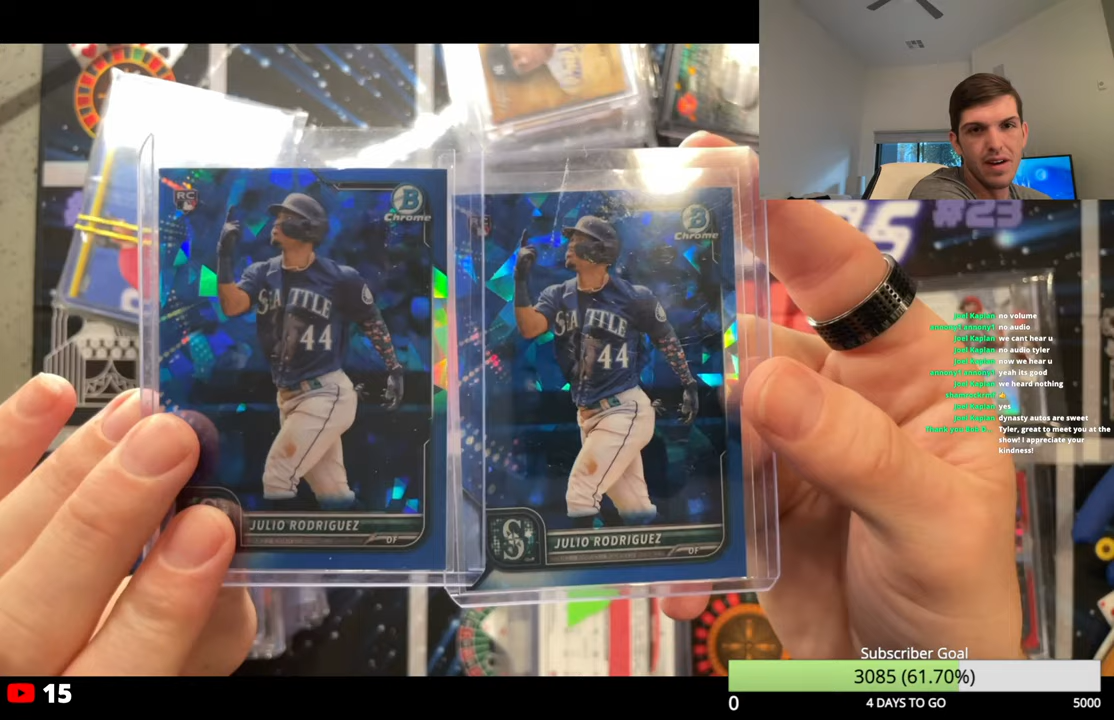 #23
RC
B
Chrome
SEATTLE
44
JULIO RODRIGUEZ
OF
RC
B
Chrome
SEATTLE
44
S
JULIO RODRIGUEZ
OF
Joel Kaplan no volume
no audio
Joel Kaplan we cant hear u
Joel Kaplan no audio tyler
Joel Kaplan now we hear u
yeah its good
Joel Kaplan we heard nothing
Joel Kaplan yes
Joel Kaplan dynasty autos are sweet
Tyler, great to meet you at the
show! I appreciate your
kindness!
Subscriber Goal
3085 (61.70%)
0 4 DAYS TO GO 5000
15